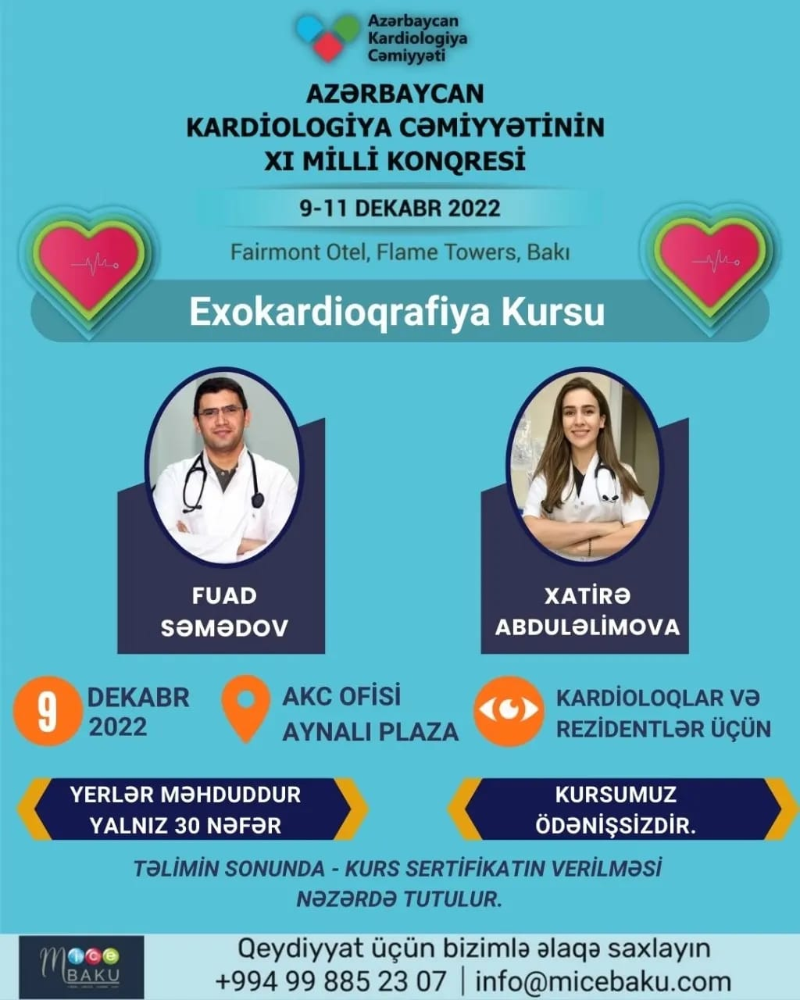 Azərbaycan
Kardiologiya
Cəmiyyəti
AZƏRBAYCAN
KARDİOLOGİYA CƏMİYYƏTİNİN
XI MİLLİ KONQRESİ
9-11 DEKABR 2022
Fairmont Otel, Flame Towers, Bakı
Exokardioqrafiya Kursu
FUAD
SƏMƏDOV
XATİRƏ
ABDULƏLİMOVA
9 DEKABR
2022
AKC OFİSİ
AYNALI PLAZA
KARDİOLOQLAR VƏ
REZİDENTLƏR ÜÇÜN
YERLƏR MƏHDUDDUR
YALNIZ 30 NƏFƏR
KURSUMUZ
ÖDƏNİŞSİZDİR.
TƏLİMİN SONUNDA - KURS SERTİFİKATIN VERİLMƏSİ
NƏZƏRDƏ TUTULUR.
mice
BAKU
Qeydiyyat üçün bizimlə əlaqə saxlayın
+994 99 885 23 07 | info@micebaku.com